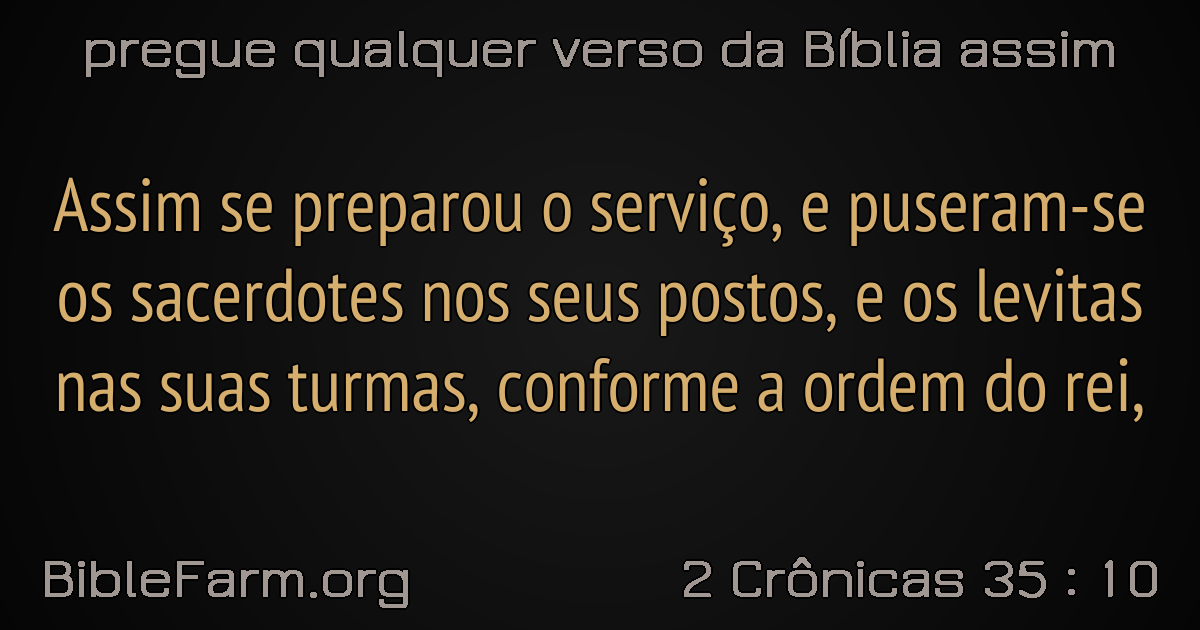 pregue qualquer verso da Bíblia assim
Assim se preparou o serviço, e puseram-se
os sacerdotes nos seus postos, e os levitas
nas suas turmas, conforme a ordem do rei,
BibleFarm.org
2 Crônicas 35 : 10